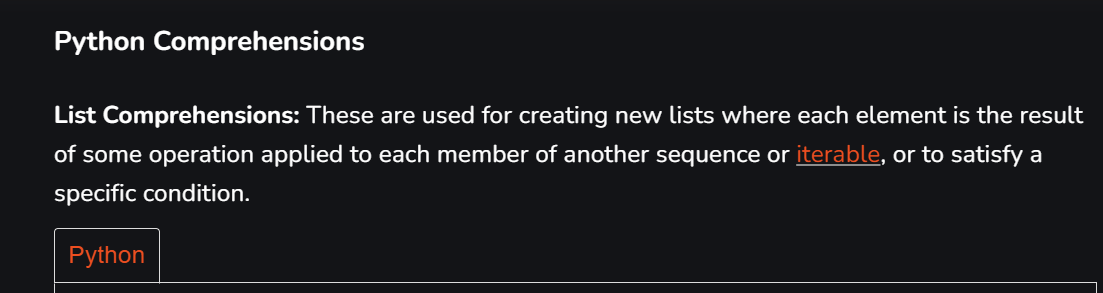 Python Comprehensions
List Comprehensions: These are used for creating new lists where each element is the result
of some operation applied to each member of another sequence or iterable, or to satisfy a
specific condition.
Python